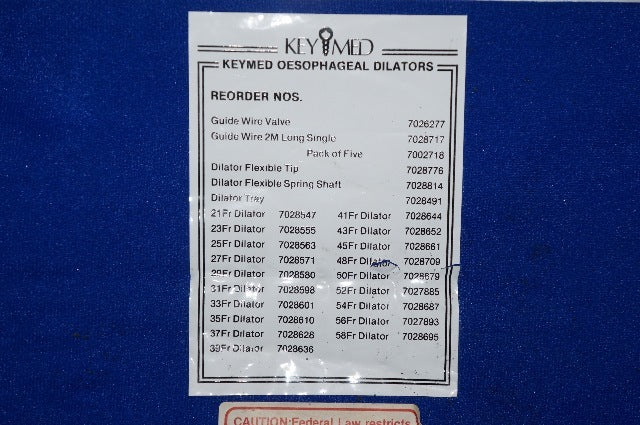 KEYMED
KEYMED OESOPHAGEAL DILATORS
REORDER NOS.
Guide Wire Valve 7026277
Guide Wire 2M Long Single 7028717
Pack of Five 7002718
Dilator Flexible Tip 7028776
Dilator Flexible Spring Shaft 7028814
Dilator Tray 7028491
21Fr Dilator 7028547 41Fr Dilator 7028644
23Fr Dilator 7028555 43Fr Dilator 7028652
25Fr Dilator 7028563 45Fr Dilator 7028661
27Fr Dilator 7028571 48Fr Dilator 7028709
29Fr Dilator 7028580 50Fr Dilator 7028679
31Fr Dilator 7028598 52Fr Dilator 7027885
33Fr Dilator 7028601 54Fr Dilator 7028687
35Fr Dilator 7028610 56Fr Dilator 7027893
37Fr Dilator 7028628 58Fr Dilator 7028695
39Fr Dilator 7028636
CAUTION:Federal Law restricts